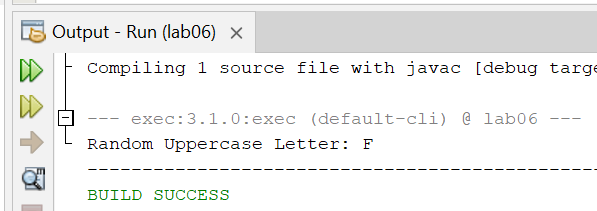 Output - Run (lab06)
Compiling 1 source file with javac [debug targe
--- exec:3.1.0:exec (default-cli) @ lab06 ---
Random Uppercase Letter: F
------------------------------------------------
BUILD SUCCESS